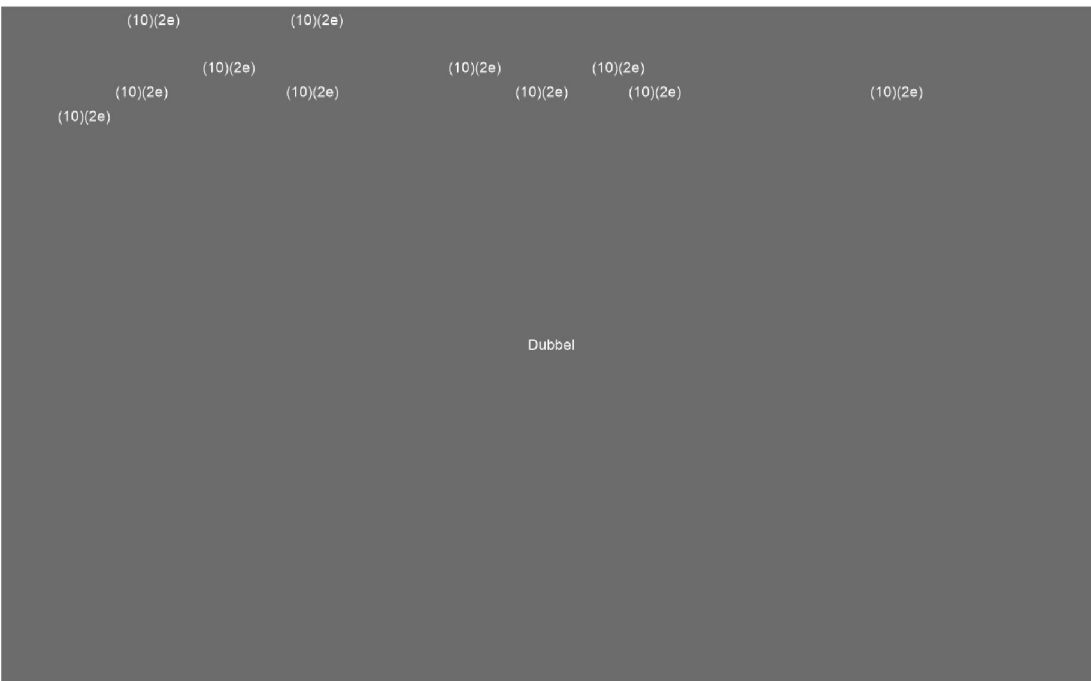 (10)(2e) (10)(2e)
(10)(2e) (10)(2e) (10)(2e)
(10)(2e) (10)(2e) (10)(2e) (10)(2e) (10)(2e)
(10)(2e)
Dubbel